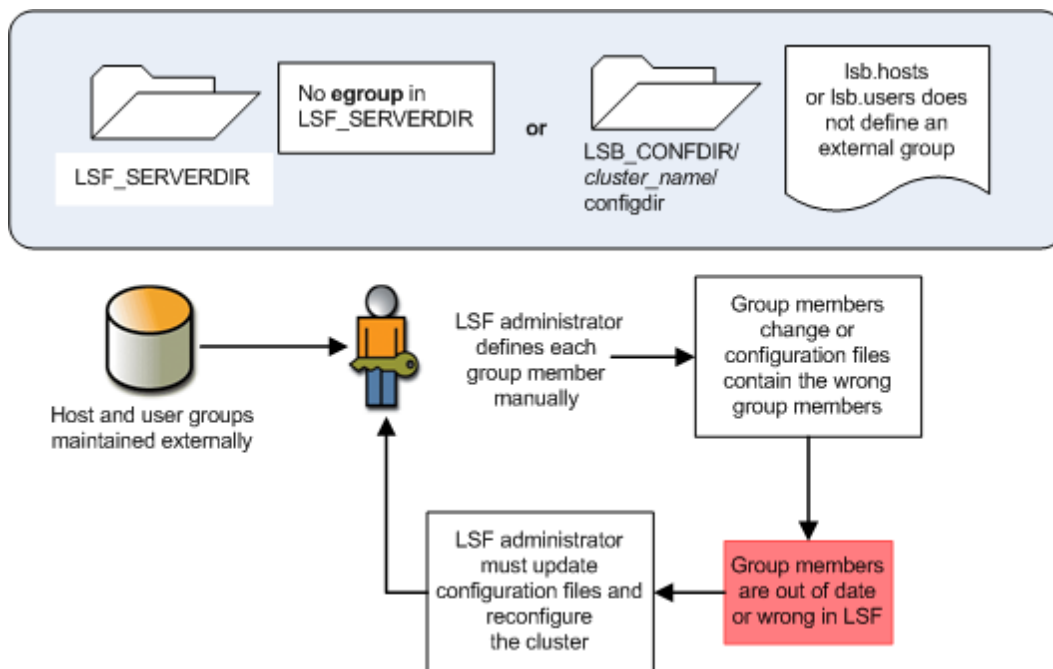 LSF_SERVERDIR
No egroup in
LSF_SERVERDIR
or
LSB_CONFDIR/
cluster_name/
configdir
lsb.hosts
or lsb.users does
not define an
external group
Host and user groups
maintained externally
LSF administrator
defines each
group member
manually
Group members
change or
configuration files
contain the wrong
group members
Group members
are out of date
or wrong in LSF
LSF administrator
must update
configuration files and
reconfigure
the cluster